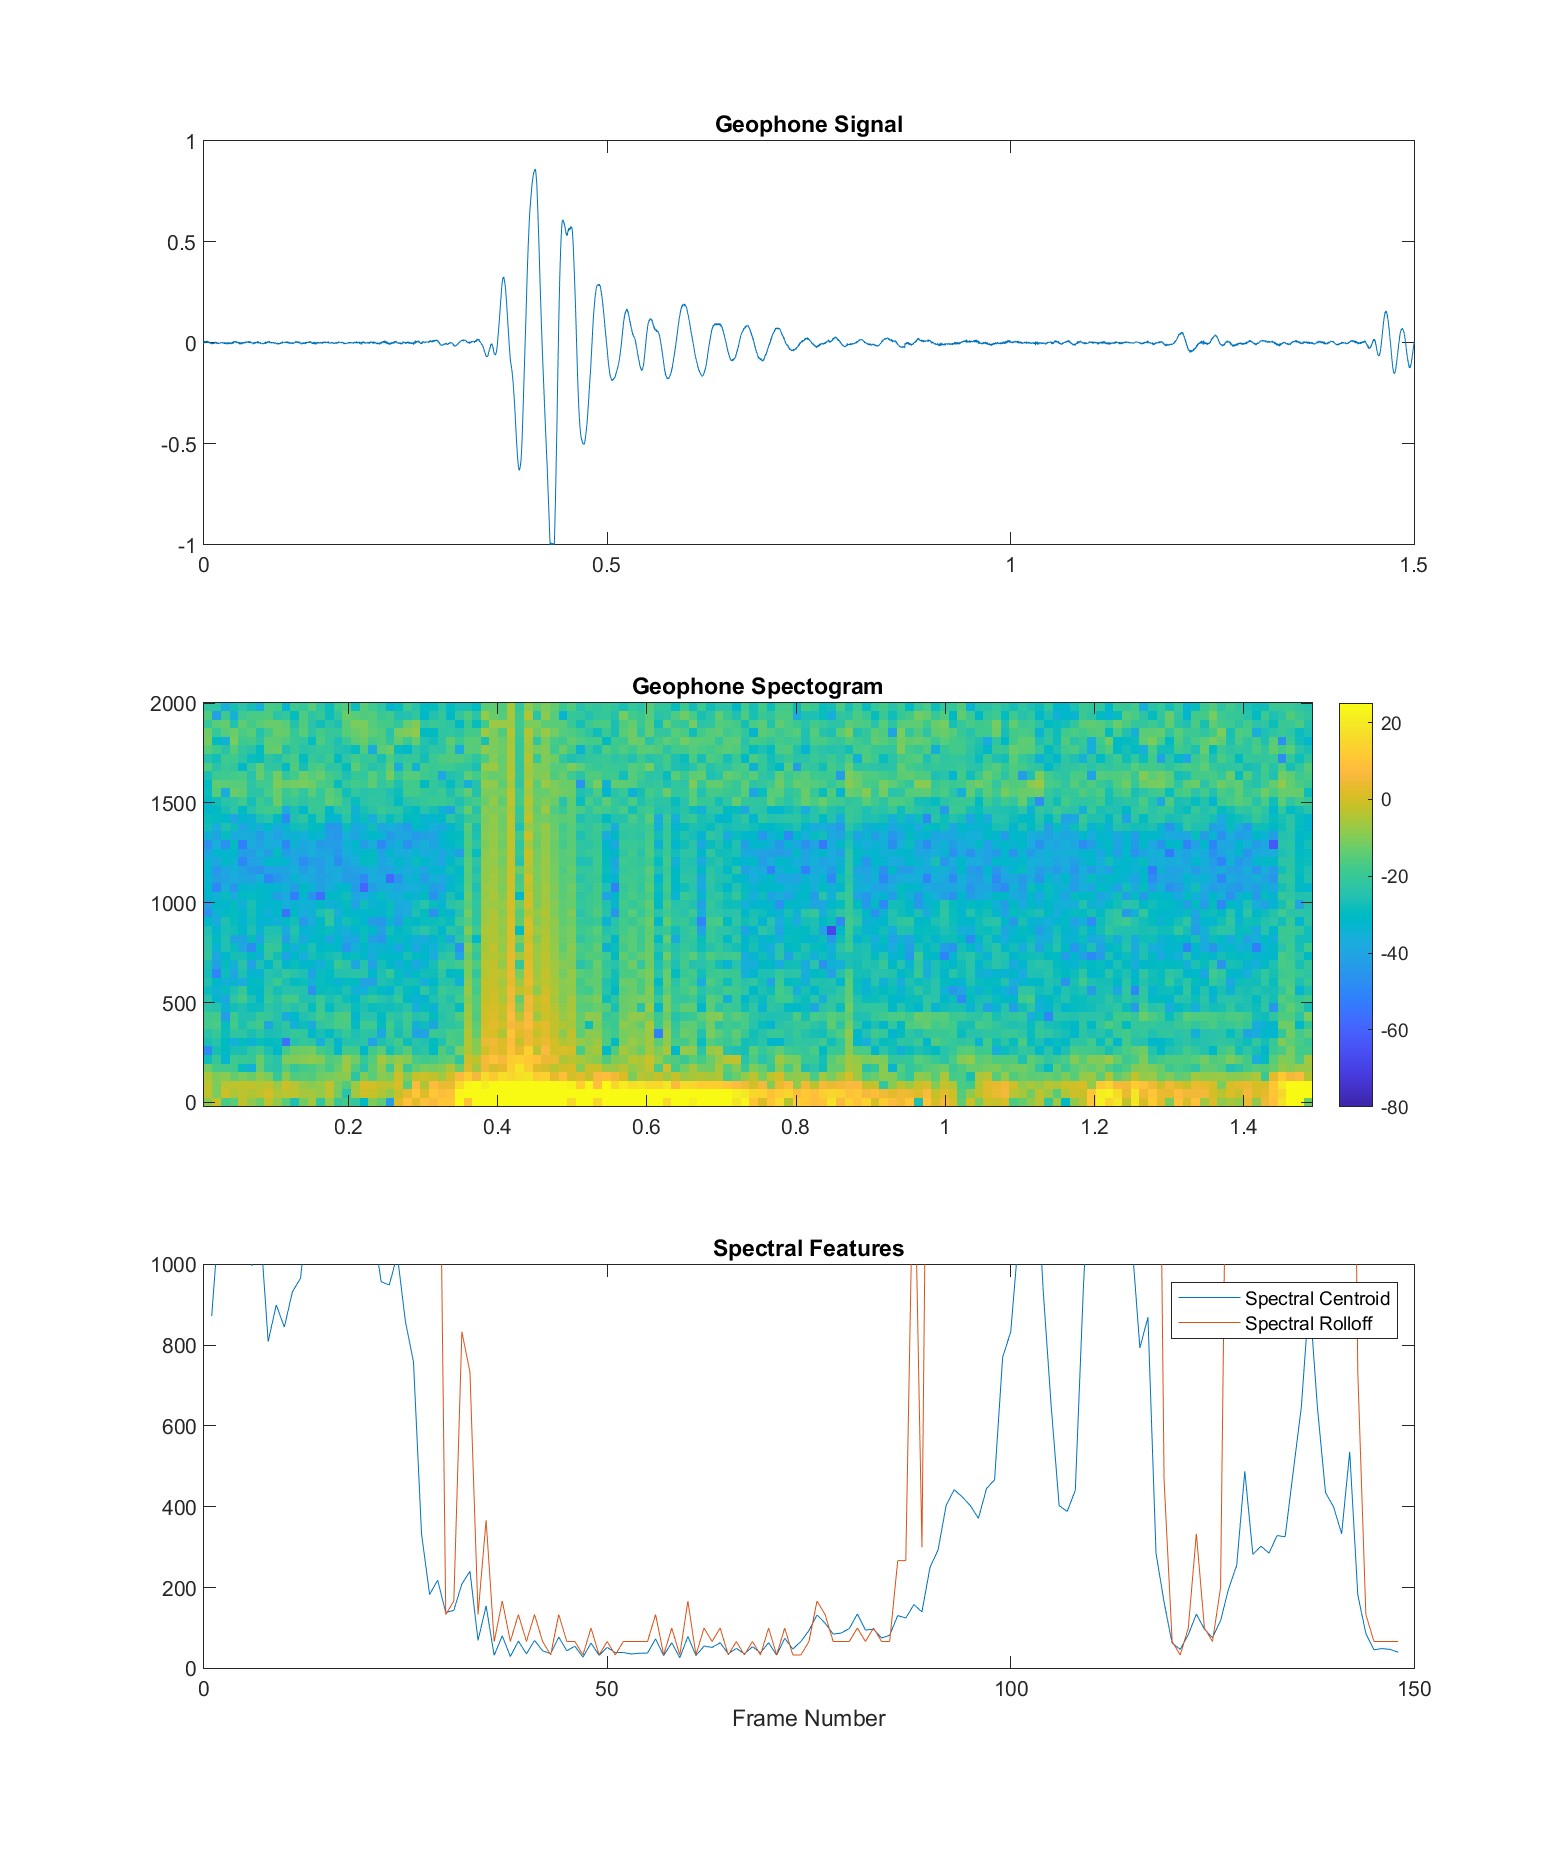 Geophone Signal
1
0.5
0
-0.5
-1
0 0.5 1 1.5
Geophone Spectogram
2000
1500
1000
500
0
0.2 0.4 0.6 0.8 1 1.2 1.4
20
0
-20
-40
-60
-80
Spectral Features
1000
800
600
400
200
0
Spectral Centroid
Spectral Rolloff
0 50 100 150
Frame Number